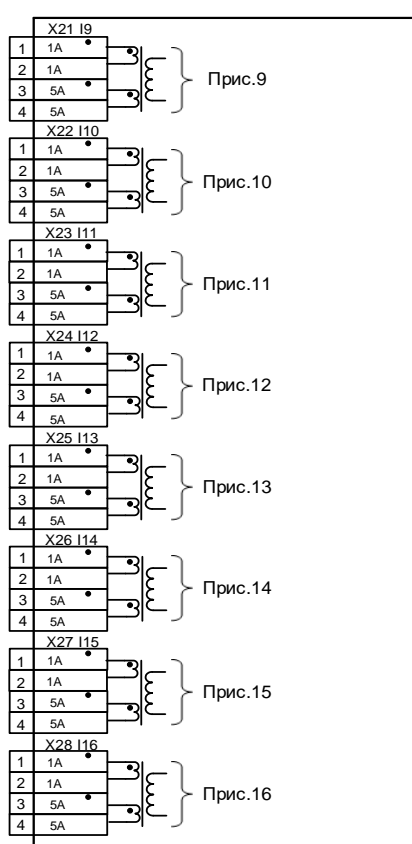 X21 I9
1 1A
2 1A Прис.9
3 5A
4 5A
X22 I10
1 1A
2 1A Прис.10
3 5A
4 5A
X23 I11
1 1A
2 1A Прис.11
3 5A
4 5A
X24 I12
1 1A
2 1A Прис.12
3 5A
4 5A
X25 I13
1 1A
2 1A Прис.13
3 5A
4 5A
X26 I14
1 1A
2 1A Прис.14
3 5A
4 5A
X27 I15
1 1A
2 1A Прис.15
3 5A
4 5A
X28 I16
1 1A
2 1A Прис.16
3 5A
4 5A